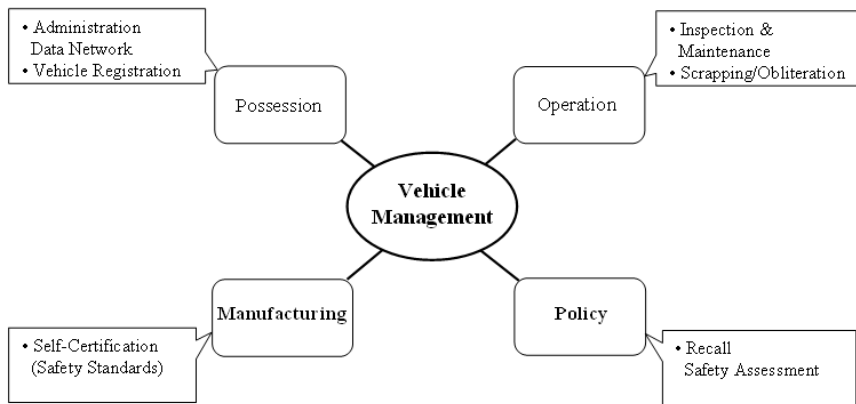 • Administration
Data Network
• Vehicle Registration
Possession
• Inspection &
Maintenance
• Scrapping/Obliteration
Operation
Vehicle
Management
Manufacturing
• Self-Certification
(Safety Standards)
Policy
• Recall
Safety Assessment